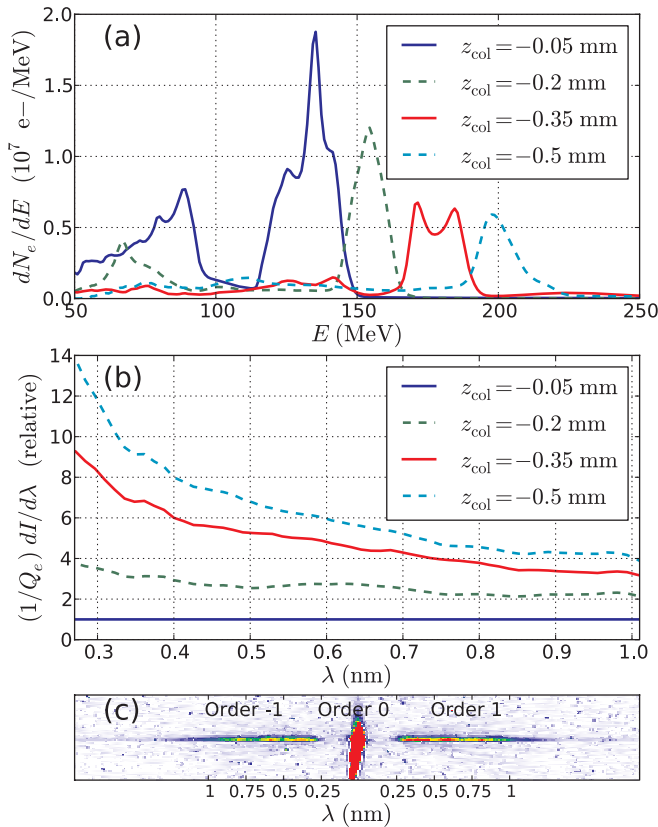 (a)
2.0
1.5
1.0
0.5
0.0
dN_e/dE (10^7 e−/MeV)
z_col=−0.05 mm
z_col=−0.2 mm
z_col=−0.35 mm
z_col=−0.5 mm
50 100 150 200 250
E (MeV)
(b)
14
12
10
8
6
4
2
0
(1/Q_e) dI/dλ (relative)
z_col=−0.05 mm
z_col=−0.2 mm
z_col=−0.35 mm
z_col=−0.5 mm
0.3 0.4 0.5 0.6 0.7 0.8 0.9 1.0
λ (nm)
(c)
Order -1 Order 0 Order 1
1 0.75 0.5 0.25 0.25 0.5 0.75 1
λ (nm)